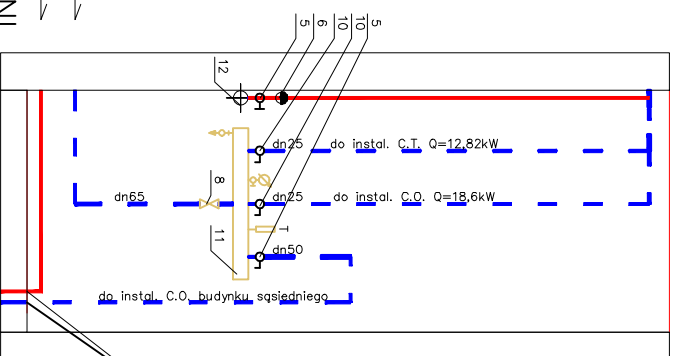 IN
5
6
10
10
5
12
dn25 do instal. C.T. Q=12,82kW
8
dn65
dn25 do instal. C.O. Q=18,6kW
11
T
dn50
do instal. C.O. budynku sąsiedniego